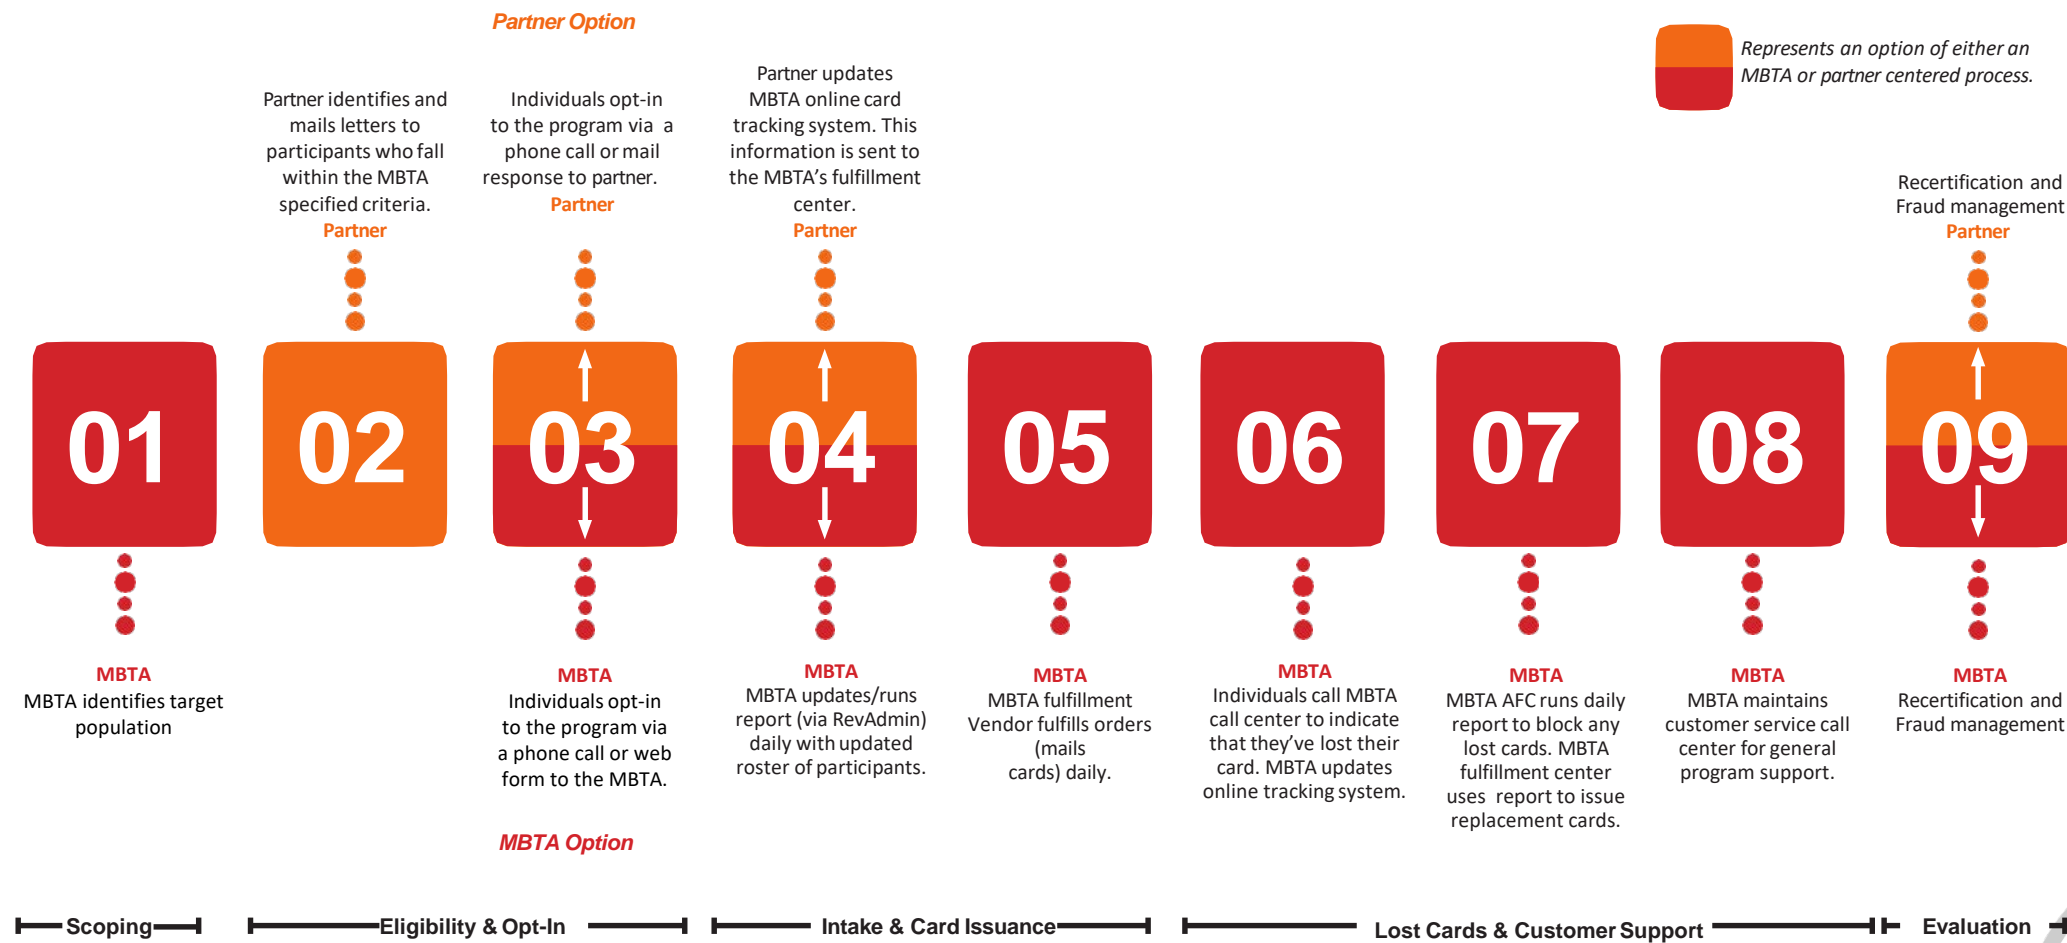 Partner Option
Represents an option of either an
MBTA or partner centered process.
Partner identifies and
mails letters to
participants who fall
within the MBTA
specified criteria.
Partner
Individuals opt-in
to the program via a
phone call or mail
response to partner.
Partner
Partner updates
MBTA online card
tracking system. This
information is sent to
the MBTA's fulfillment
center.
Partner
Recertification and
Fraud management
Partner
01
02
03
04
05
06
07
08
09
MBTA
MBTA identifies target
population
MBTA
Individuals opt-in
to the program via
a phone call or web
form to the MBTA.
MBTA
MBTA updates/runs
report (via RevAdmin)
daily with updated
roster of participants.
MBTA
MBTA fulfillment
Vendor fulfills orders
(mails
cards) daily.
MBTA
Individuals call MBTA
call center to indicate
that they've lost their
card. MBTA updates
online tracking system.
MBTA
MBTA AFC runs daily
report to block any
lost cards. MBTA
fulfillment center
uses report to issue
replacement cards.
MBTA
MBTA maintains
customer service call
center for general
program support.
MBTA
Recertification and
Fraud management
MBTA Option
Scoping
Eligibility & Opt-In
Intake & Card Issuance
Lost Cards & Customer Support
Evaluation